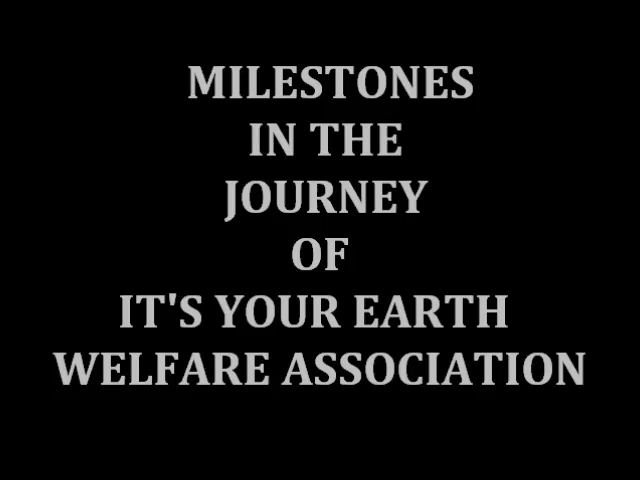 MILESTONES
IN THE
JOURNEY
OF
IT'S YOUR EARTH
WELFARE ASSOCIATION